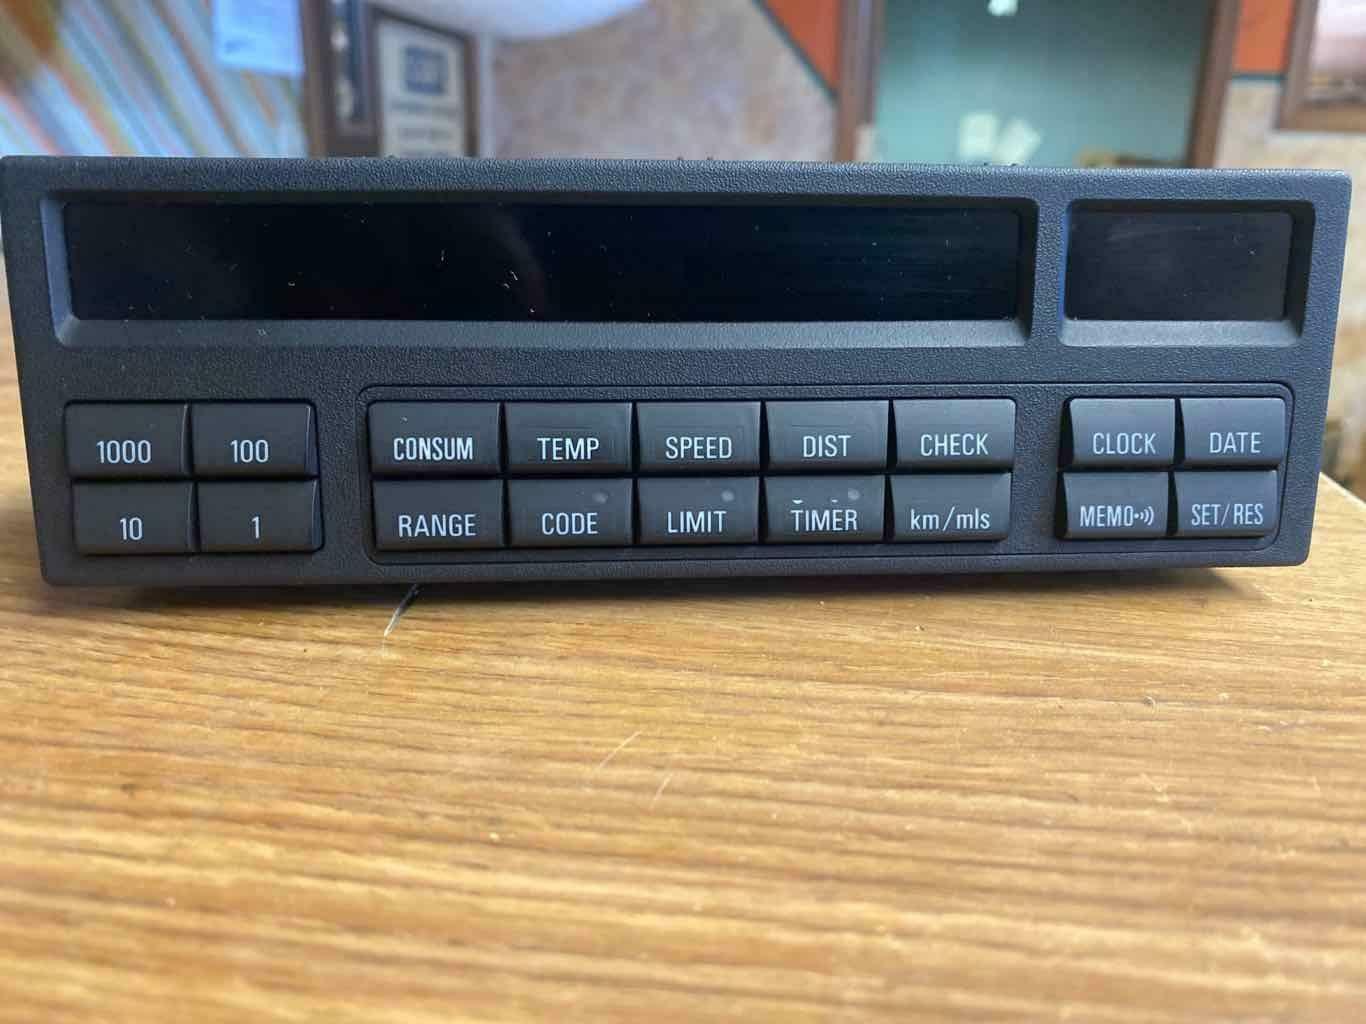 1000 100 CONSUM TEMP SPEED DIST CHECK CLOCK DATE
10 1 RANGE CODE LIMIT TIMER km/mls MEMO•)) SET/RES